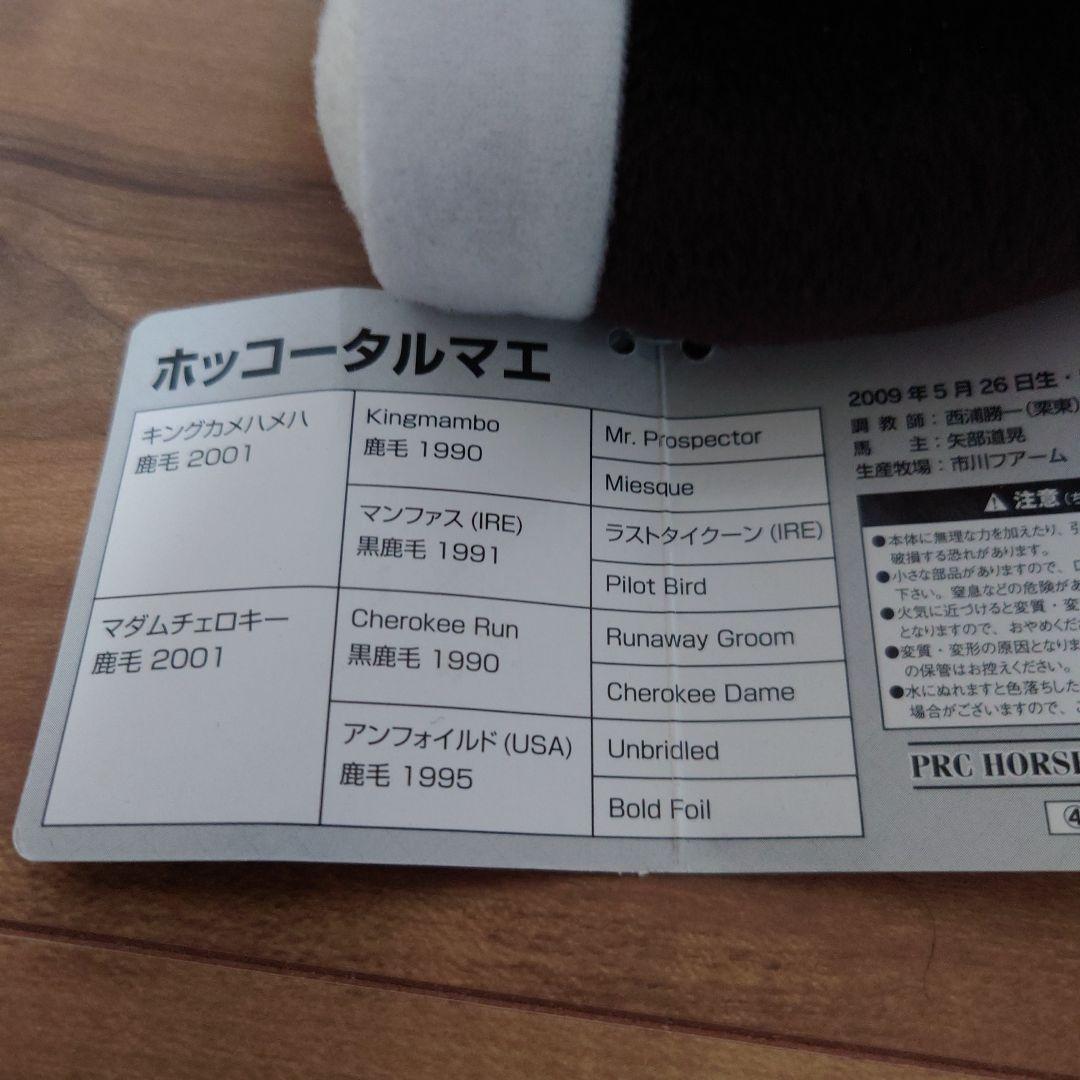 ホッコータルマエ
キングカメハメハ
鹿毛 2001
Kingmambo
鹿毛 1990
マンファス (IRE)
黒鹿毛 1991
Mr. Prospector
Miesque
ラストタイクーン (IRE)
Pilot Bird
マダムチェロキー
鹿毛 2001
Cherokee Run
黒鹿毛 1990
アンフォイルド (USA)
鹿毛 1995
Runaway Groom
Cherokee Dame
Unbridled
Bold Foil
2009年5月26日生・
調教師：西浦勝一（栗東）
馬主：矢部道晃
生産牧場：市川フアーム
注意（ち
●本体に無理な力を加えたり、引
破損する恐れがあります。
●小さな部品がありますので、口
下さい。窒息などの危険があ
●火気に近づけると変質・変
となりますので、おやめくだ
●変質・変形の原因となりま
の保管はお控えください。
●水にぬれますと色落ちした
場合がございますので、
PRC HORSE
④